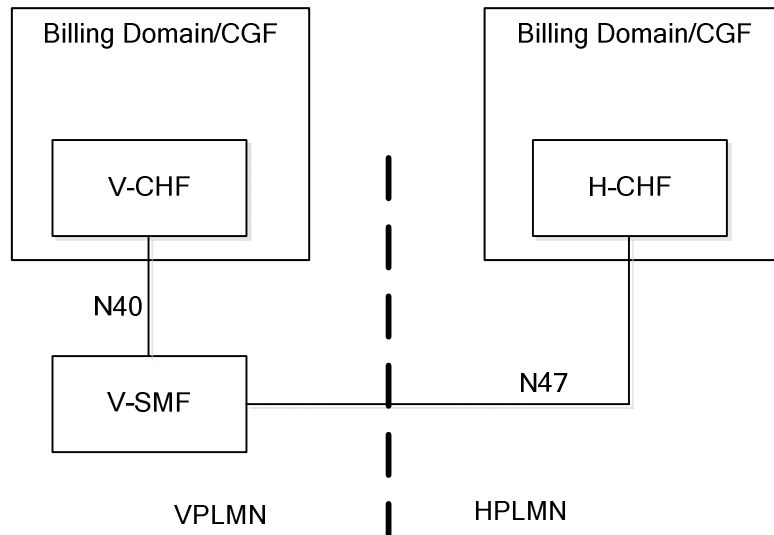 Billing Domain/CGF
Billing Domain/CGF
V-CHF
H-CHF
N40
V-SMF
N47
VPLMN
HPLMN